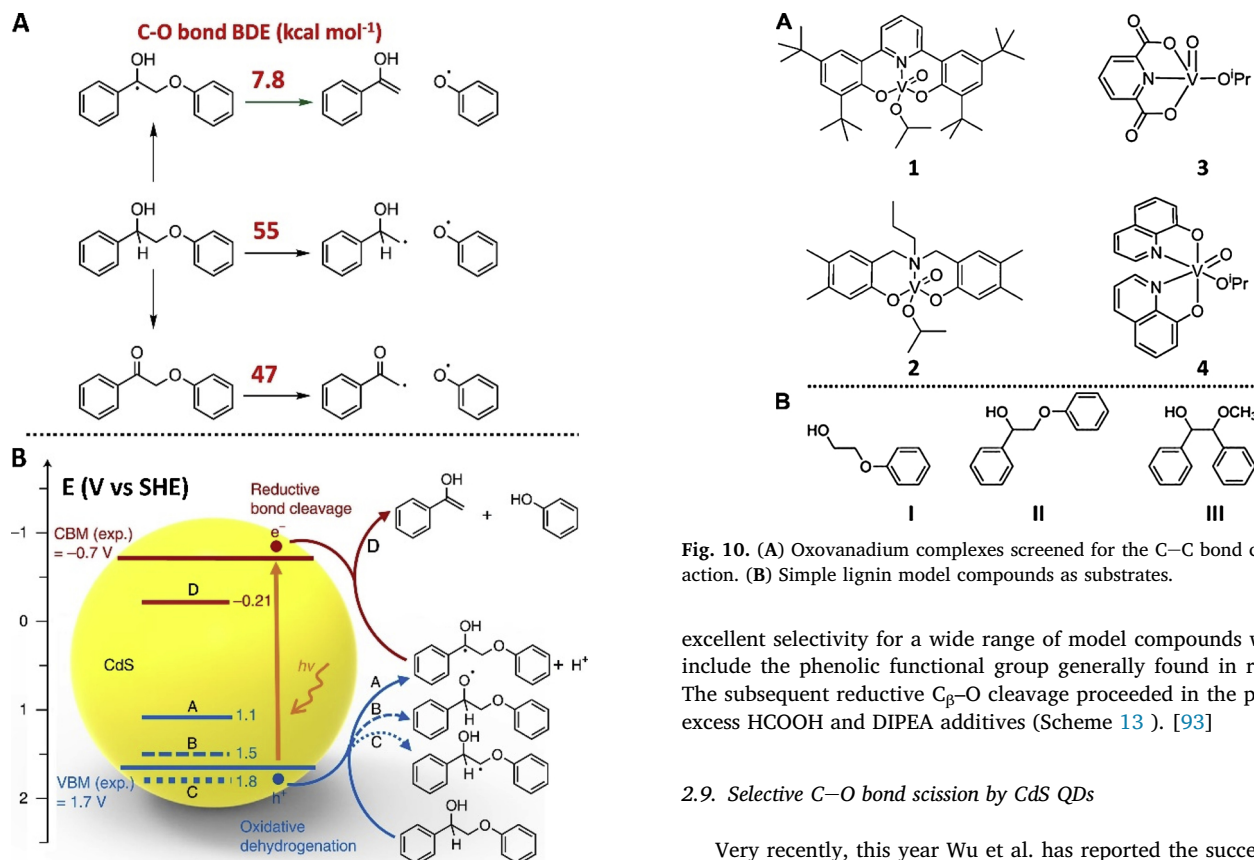 A
C-O bond BDE (kcal mol⁻¹)
OH
O
7.8
OH
O•
OH
O
H
55
OH
H
O•
O
O
47
O
O•
B
E (V vs SHE)
−1
0
1
2
CBM (exp.)
= −0.7 V
Reductive
bond cleavage
e⁻
D
−0.21
CdS
hv
A
1.1
B
1.5
C
1.8
VBM (exp.)
= 1.7 V
h⁺
Oxidative
dehydrogenation
D
A
B
C
OH
+
HO
OH
O
+ H⁺
O•
O
H
OH
O
H
OH
O
H
A
N
O
V
O
O
O
1
O
O
O
N
V
O
OⁱPr
O
O
3
N
O
V
O
O
O
2
O
N
O
V
OⁱPr
N
O
4
B
HO
O
I
HO
O
II
HO
OCH₃
III
Fig. 10. (A) Oxovanadium complexes screened for the C−C bond
action. (B) Simple lignin model compounds as substrates.
excellent selectivity for a wide range of model compounds
include the phenolic functional group generally found in
The subsequent reductive Cβ–O cleavage proceeded in the
excess HCOOH and DIPEA additives (Scheme 13 ). [93]
2.9. Selective C−O bond scission by CdS QDs
Very recently, this year Wu et al. has reported the